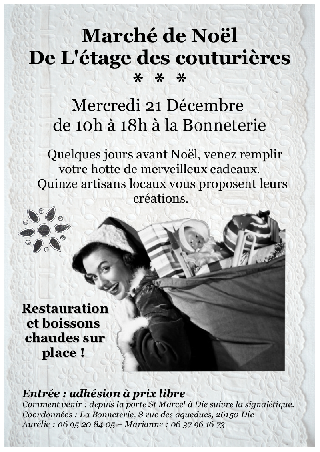 Marché de Noël
De L'étage des couturières
* * *
Mercredi 21 Décembre
de 10h à 18h à la Bonneterie
Quelques jours avant Noël, venez remplir
votre hotte de merveilleux cadeaux.
Quinze artisans locaux vous proposent leurs
créations.
Restauration
et boissons
chaudes sur
place !
Entrée : adhésion à prix libre
Comment venir : depuis la porte St Marcel à Die suivre la signalétique.
Coordonnées : La Bonneterie, 8 rue des aqueducs, 26150 Die
Aurélie : 06 95 20 84 05 – Marianne : 06 37 96 16 73